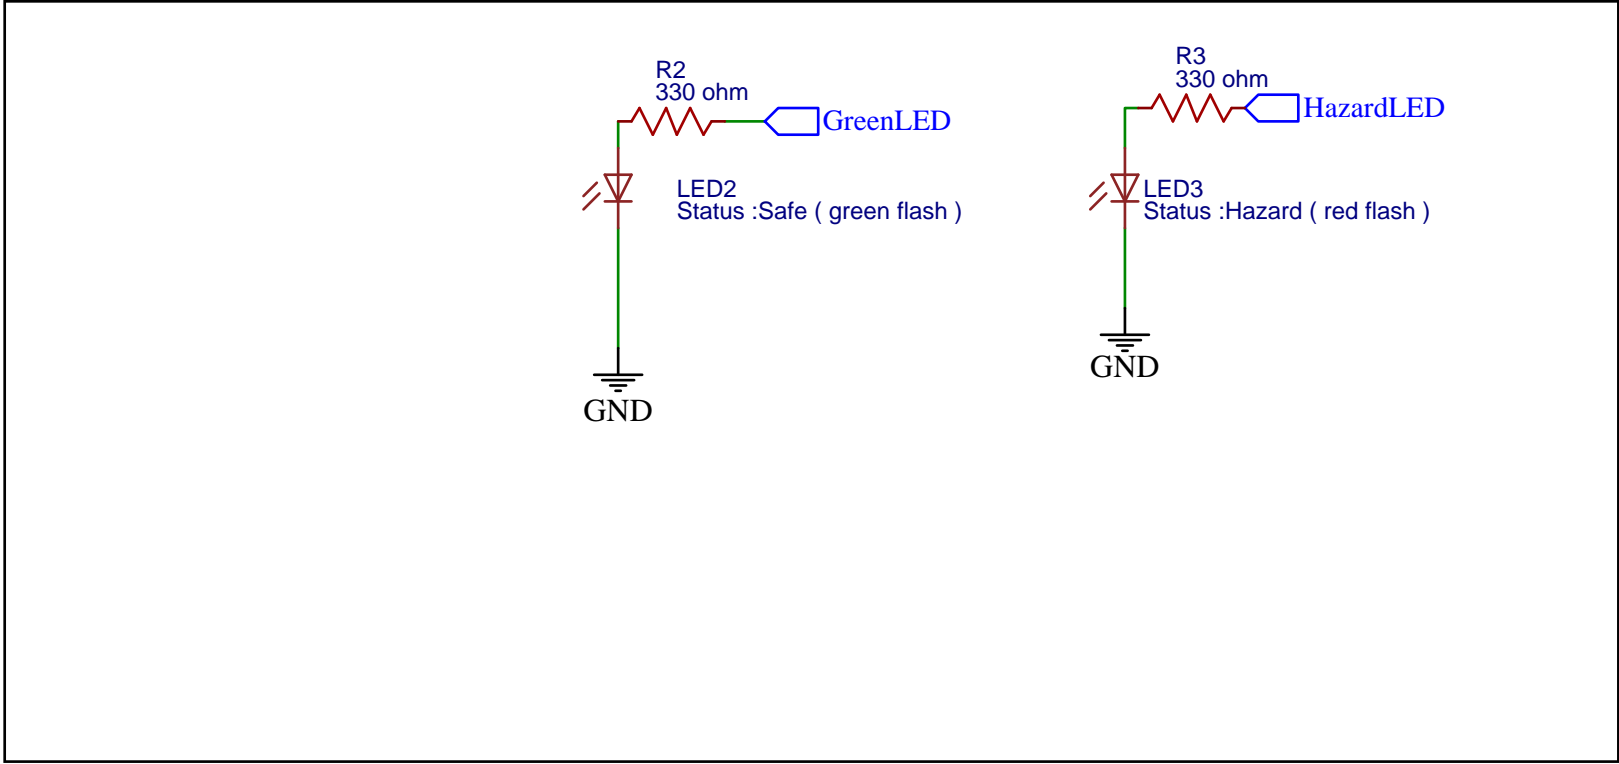 R2
330 ohm
GreenLED
LED2
Status :Safe ( green flash )
GND
R3
330 ohm
HazardLED
LED3
Status :Hazard ( red flash )
GND